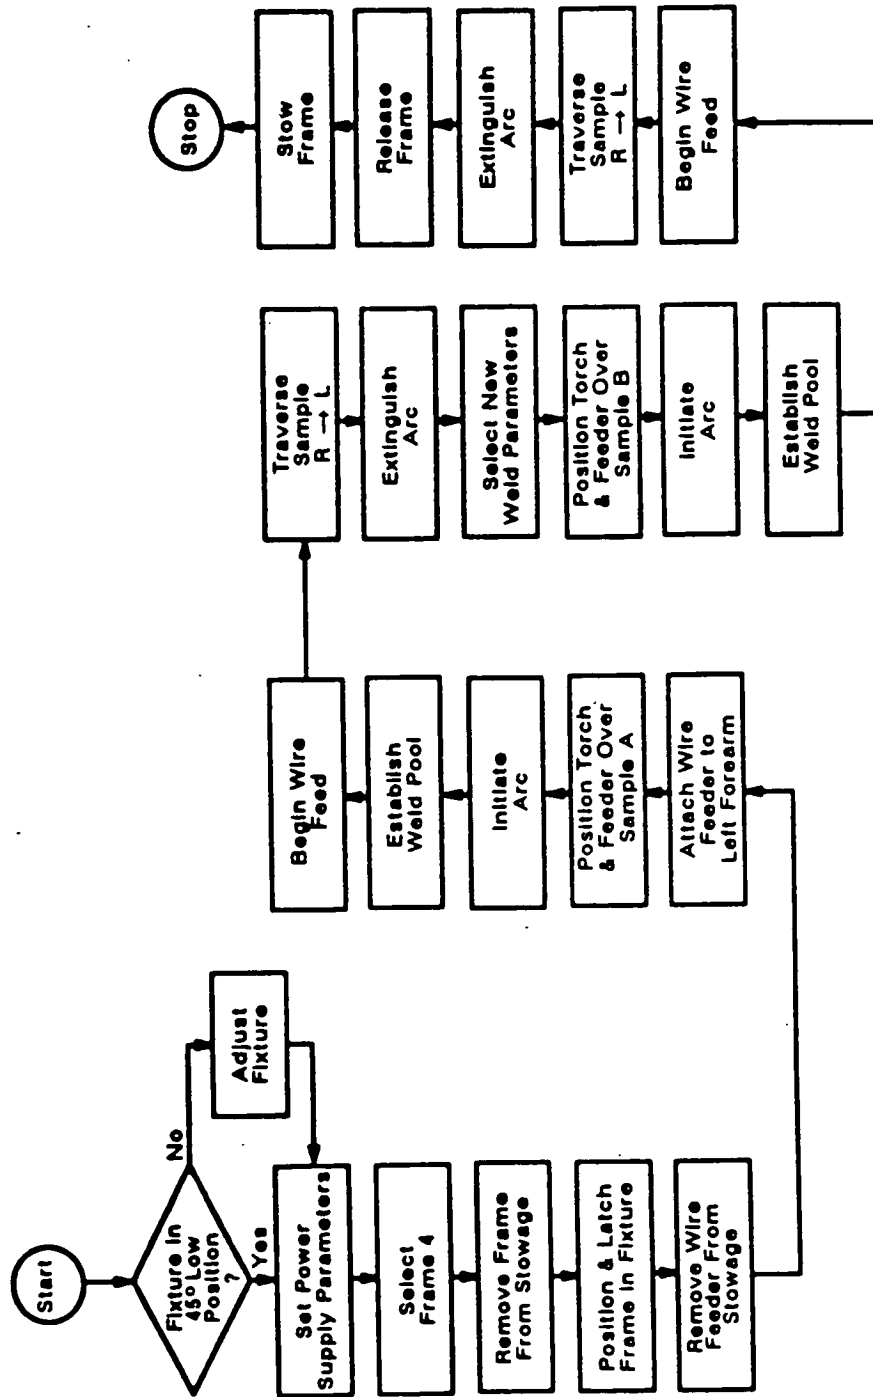 Start
Fixture In
45° Low
Position
?
No
Yes
Adjust
Fixture
Set Power
Supply Parameters
Select
Frame 4
Remove Frame
From Stowage
Position & Latch
Frame In Fixture
Remove Wire
Feeder From
Stowage
Attach Wire
Feeder to
Left Forearm
Position Torch
& Feeder Over
Sample A
Initiate
Arc
Establish
Weld Pool
Begin Wire
Feed
Traverse
Sample
R → L
Extinguish
Arc
Select New
Weld Parameters
Position Torch
& Feeder Over
Sample B
Initiate
Arc
Establish
Weld Pool
Begin Wire
Feed
Traverse
Sample
R → L
Extinguish
Arc
Release
Frame
Stow
Frame
Stop